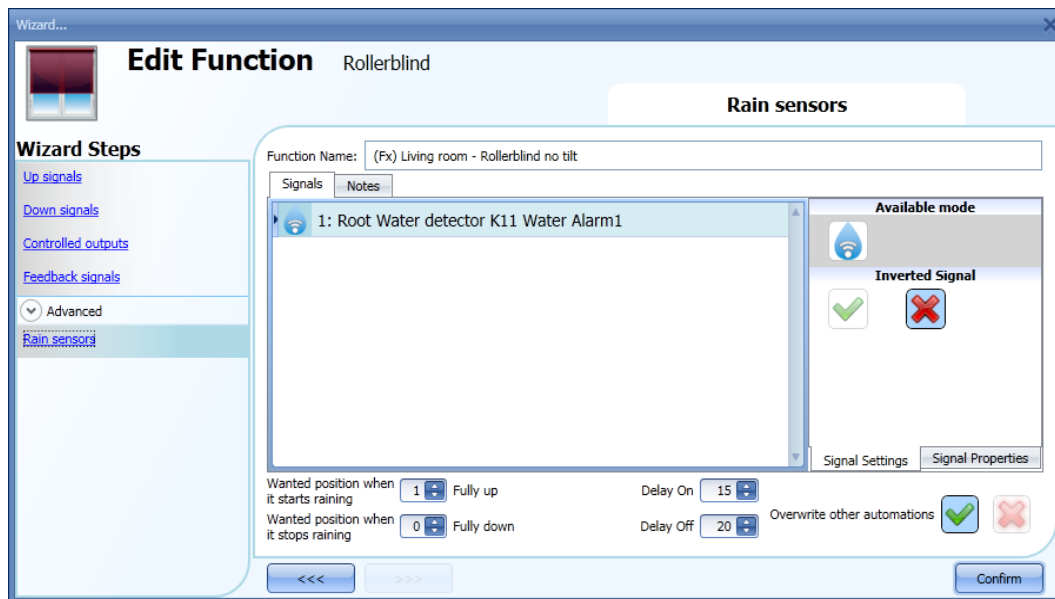 Wizard...
Edit Function Rollerblind
Rain sensors
Wizard Steps
Up signals
Down signals
Controlled outputs
Feedback signals
Advanced
Rain sensors
Function Name: (Fx) Living room - Rollerblind no tilt
Signals Notes
1: Root Water detector K11 Water Alarm1
Available mode
Inverted Signal
Signal Settings Signal Properties
Wanted position when
it starts raining
1 Fully up
Delay On 15
Wanted position when
it stops raining
0 Fully down
Delay Off 20
Overwrite other automations
<<< >>> Confirm